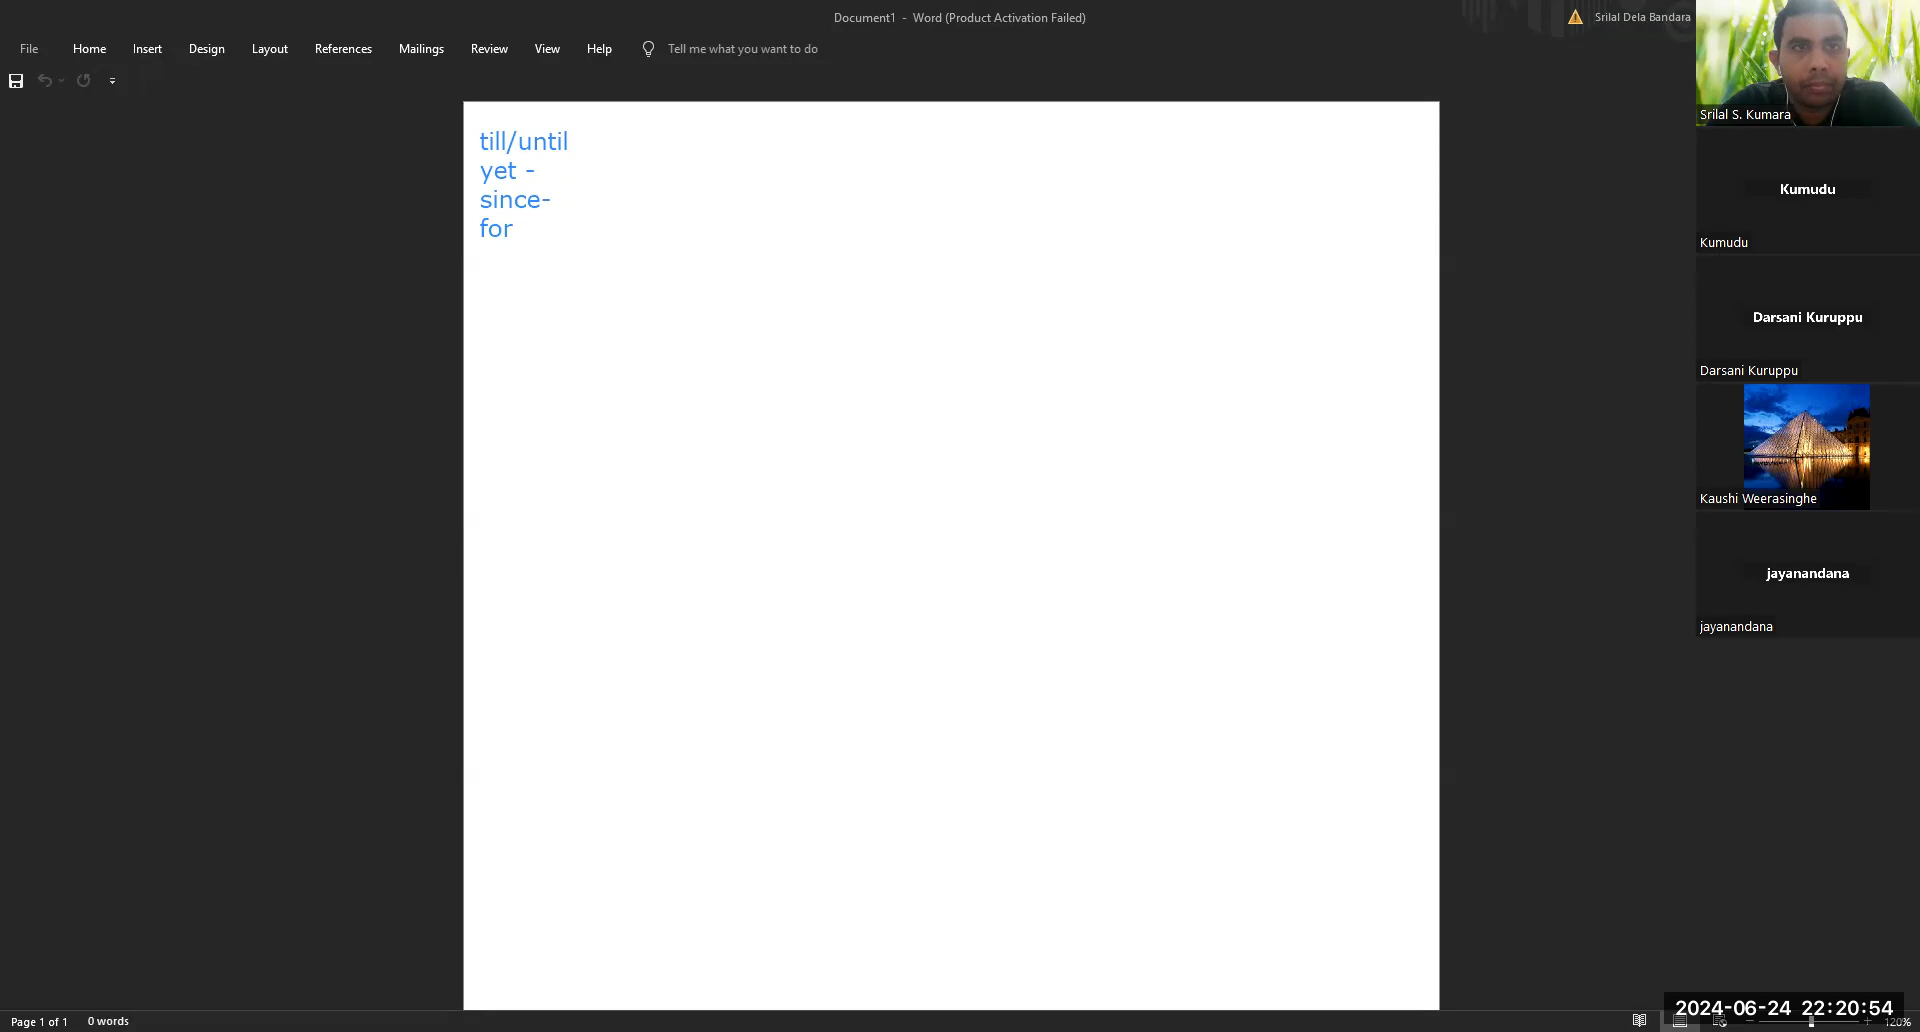 Document1 - Word (Product Activation Failed)
Srilal Dela Bandara
File Home Insert Design Layout References Mailings Review View Help Tell me what you want to do
till/until
yet -
since-
for
Srilal S. Kumara
Kumudu
Kumudu
Darsani Kuruppu
Darsani Kuruppu
Kaushi Weerasinghe
jayanandana
jayanandana
Page 1 of 1 0 words
2024-06-24 22:20:54
120%